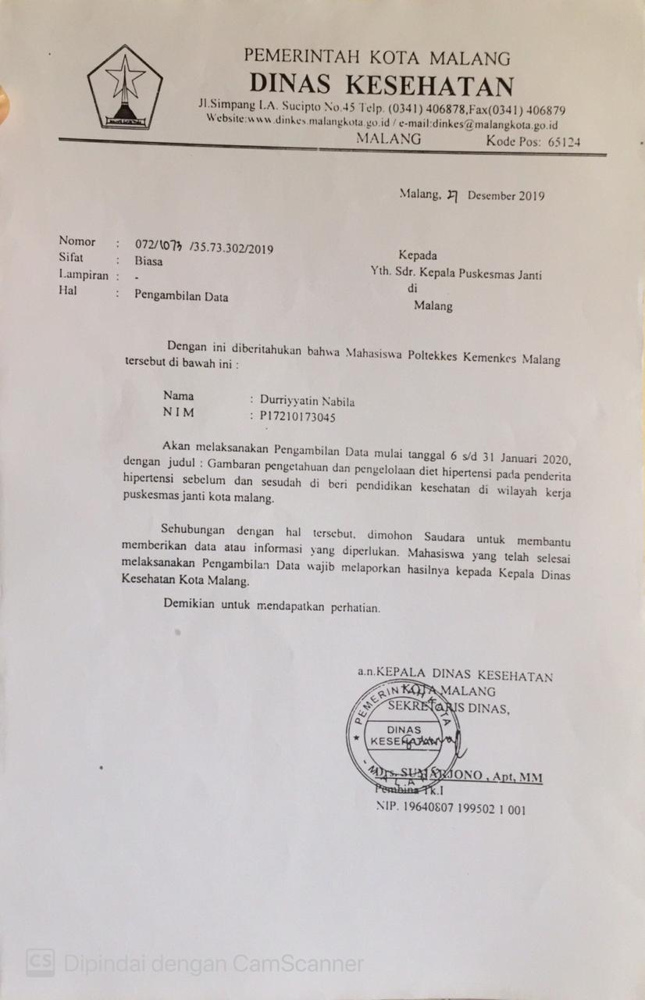 PEMERINTAH KOTA MALANG
DINAS KESEHATAN
Jl.Simpang L.A. Sucipto No.45 Telp. (0341) 406878,Fax(0341) 406879
Website:www.dinkes.malangkota.go.id / e-mail:dinkes@malangkota.go.id
MALANG Kode Pos: 65124
Malang, 27 Desember 2019
Nomor : 072/1073 /35.73.302/2019
Sifat : Biasa
Lampiran : -
Hal : Pengambilan Data
Kepada
Yth. Sdr. Kepala Puskesmas Janti
di
Malang
Dengan ini diberitahukan bahwa Mahasiswa Poltekkes Kemenkes Malang
tersebut di bawah ini :
Nama : Durriyyatin Nabila
N I M : P17210173045
Akan melaksanakan Pengambilan Data mulai tanggal 6 s/d 31 Januari 2020,
dengan judul : Gambaran pengetahuan dan pengelolaan diet hipertensi pada penderita
hipertensi sebelum dan sesudah di beri pendidikan kesehatan di wilayah kerja
puskesmas janti kota malang.
Sehubungan dengan hal tersebut, dimohon Saudara untuk membantu
memberikan data atau informasi yang diperlukan. Mahasiswa yang telah selesai
melaksanakan Pengambilan Data wajib melaporkan hasilnya kepada Kepala Dinas
Kesehatan Kota Malang.
Demikian untuk mendapatkan perhatian.
a.n.KEPALA DINAS KESEHATAN
KOTA MALANG
SEKRETARIS DINAS,
PEMERINTAH KOTA
DINAS
KESEHATAN
MALANG
Drs. SUMARJONO , Apt, MM
Pembina Tk.I
NIP. 19640807 199502 1 001
CS Dipindai dengan CamScanner